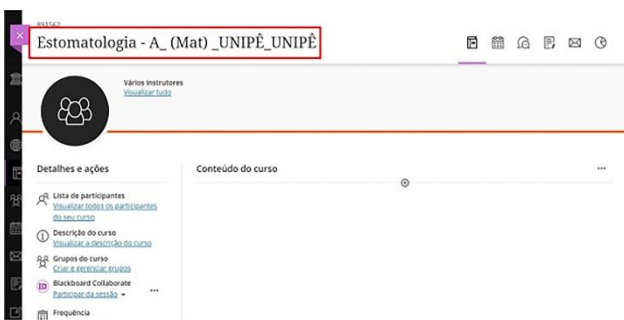 891567
Estomatologia - A_ (Mat) _UNIPÊ_UNIPÊ
Vários instrutores
Visualizar tudo
Detalhes e ações
Lista de participantes
Visualizar todos os participantes
do seu curso
Descrição do curso
Visualizar a descrição do curso
Grupos do curso
Criar e gerenciar grupos
Blackboard Collaborate
Participar da sessão
Frequência
Conteúdo do curso